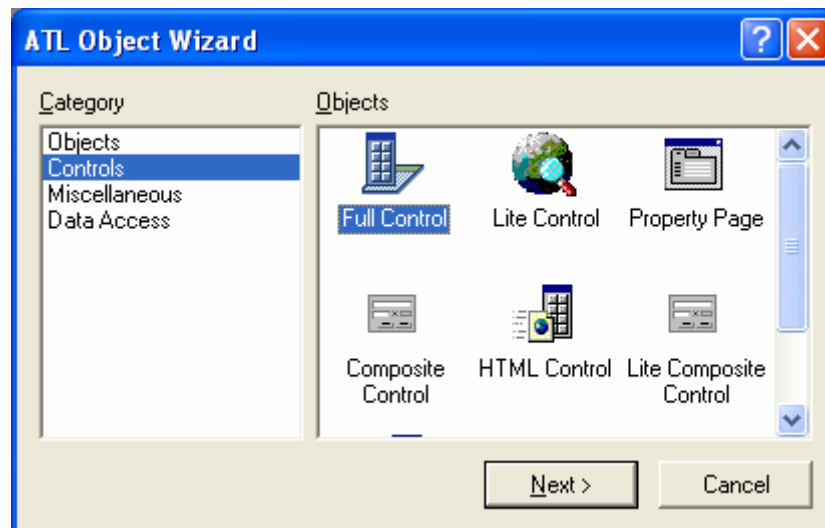 ATL Object Wizard
Category
Objects
Objects
Controls
Miscellaneous
Data Access
Full Control
Lite Control
Property Page
Composite
Control
HTML Control
Lite Composite
Control
Next >
Cancel